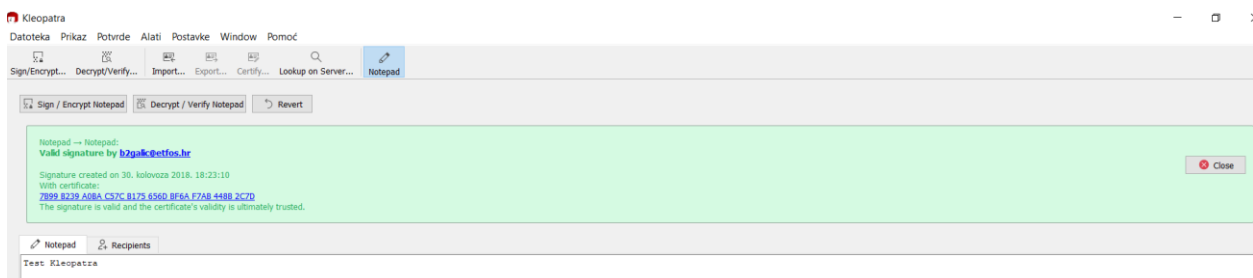 Kleopatra
Datoteka Prikaz Potvrde Alati Postavke Window Pomoć
Sign/Encrypt... Decrypt/Verify... Import... Export... Certify... Lookup on Server... Notepad
Sign / Encrypt Notepad Decrypt / Verify Notepad Revert
Notepad → Notepad:
Valid signature by b2galic@etfos.hr
Close
Signature created on 30. kolovoza 2018. 18:23:10
With certificate:
7B99 B239 A0BA C57C B175 656D BF6A F7AB 448B 2C7D
The signature is valid and the certificate's validity is ultimately trusted.
Notepad Recipients
Test Kleopatra